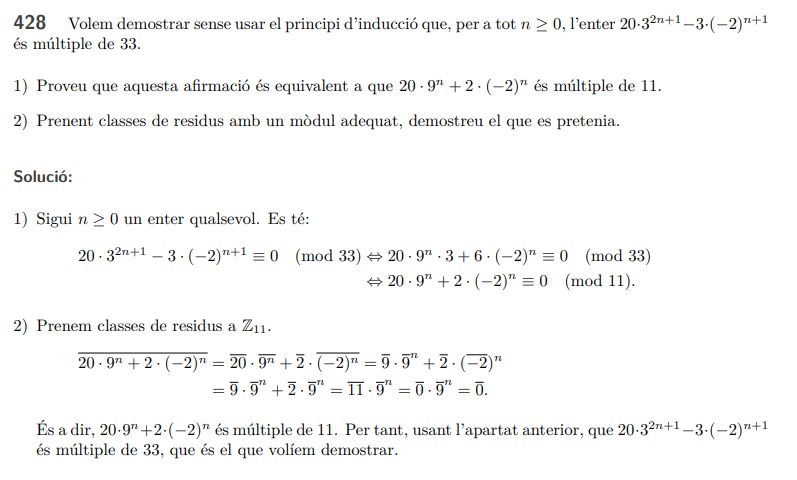 428 Volem demostrar sense usar el principi d'inducció que, per a tot n ≥ 0, l'enter 20·3^{2n+1}−3·(−2)^{n+1}
és múltiple de 33.
1) Proveu que aquesta afirmació és equivalent a que 20 · 9^n + 2 · (−2)^n és múltiple de 11.
2) Prenent classes de residus amb un mòdul adequat, demostreu el que es pretenia.
Solució:
1) Sigui n ≥ 0 un enter qualsevol. Es té:
20 · 3^{2n+1} − 3 · (−2)^{n+1} ≡ 0 (mod 33) ⇔ 20 · 9^n · 3 + 6 · (−2)^n ≡ 0 (mod 33)
⇔ 20 · 9^n + 2 · (−2)^n ≡ 0 (mod 11).
2) Prenem classes de residus a ℤ_{11}.
\overline{20 · 9^n + 2 · (−2)^n} = \overline{20} · \overline{9^n} + \overline{2} · \overline{(−2)^n} = \overline{9} · \overline{9}^n + \overline{2} · (\overline{−2})^n
= \overline{9} · \overline{9}^n + \overline{2} · \overline{9}^n = \overline{11} · \overline{9}^n = \overline{0} · \overline{9}^n = \overline{0}.
És a dir, 20·9^n+2·(−2)^n és múltiple de 11. Per tant, usant l'apartat anterior, que 20·3^{2n+1}−3·(−2)^{n+1}
és múltiple de 33, que és el que volíem demostrar.